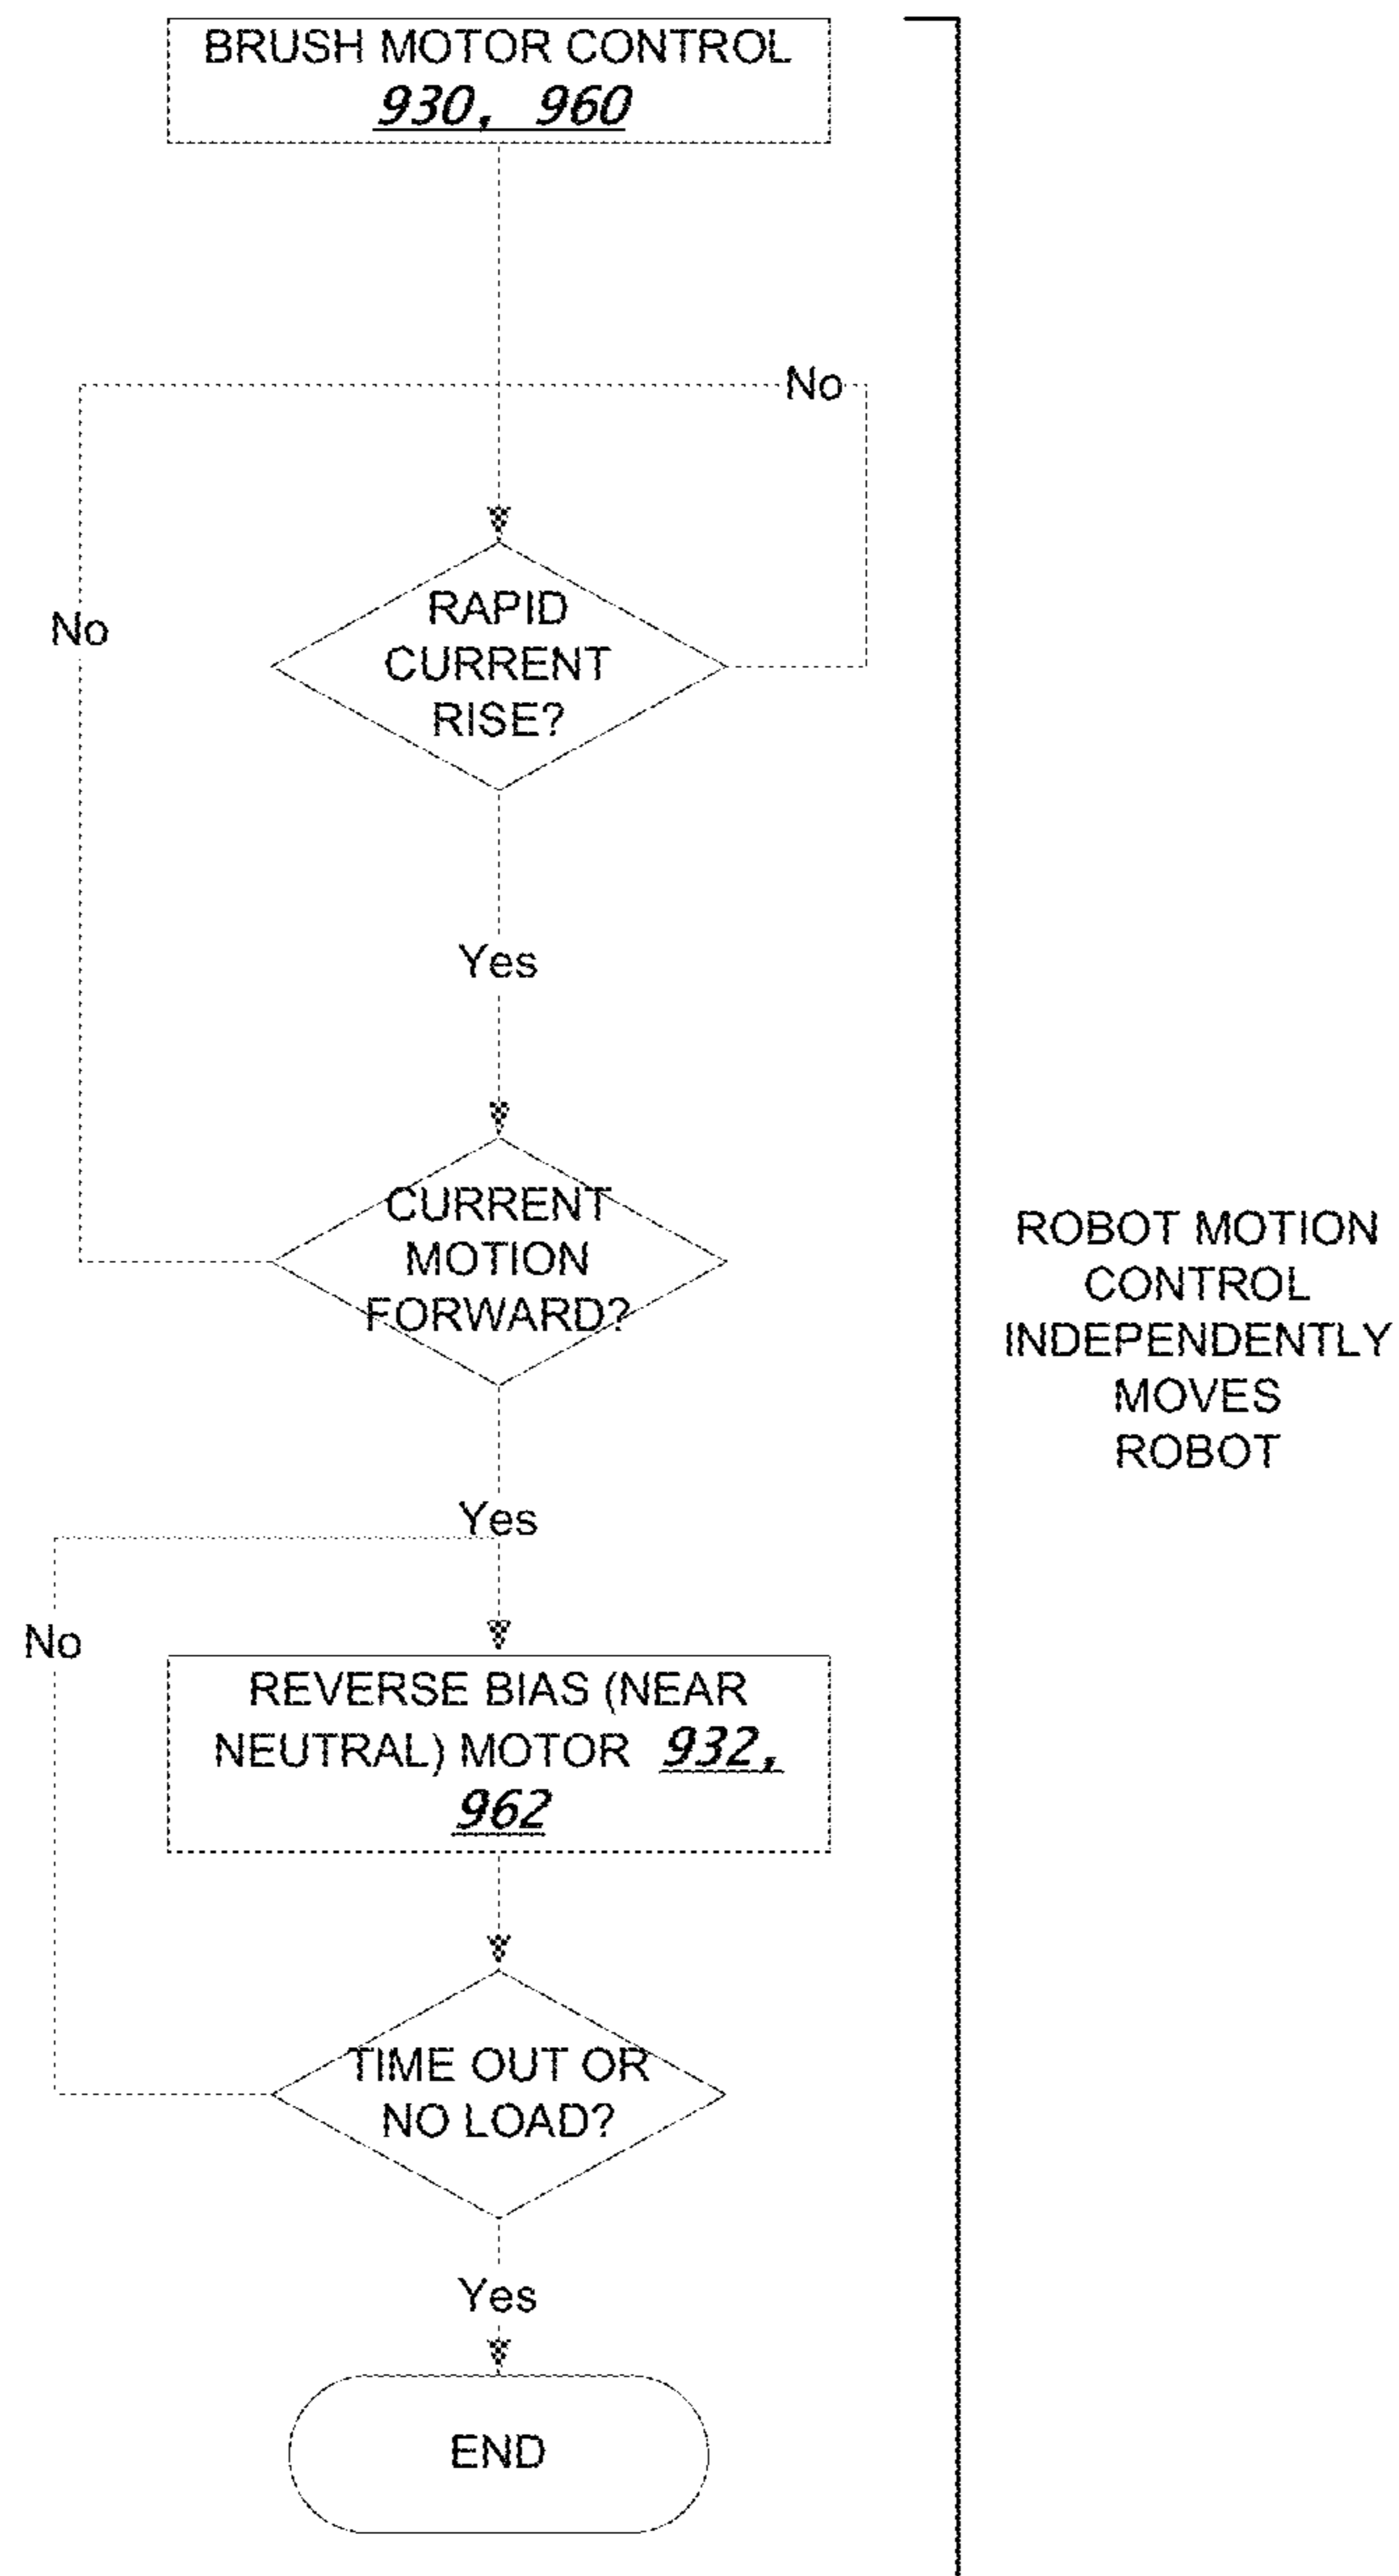 BRUSH MOTOR CONTROL
930, 960
No
RAPID
CURRENT
RISE?
No
Yes
CURRENT
MOTION
FORWARD?
Yes
No
REVERSE BIAS (NEAR
NEUTRAL) MOTOR 932,
962
TIME OUT OR
NO LOAD?
Yes
END
ROBOT MOTION
CONTROL
INDEPENDENTLY
MOVES
ROBOT